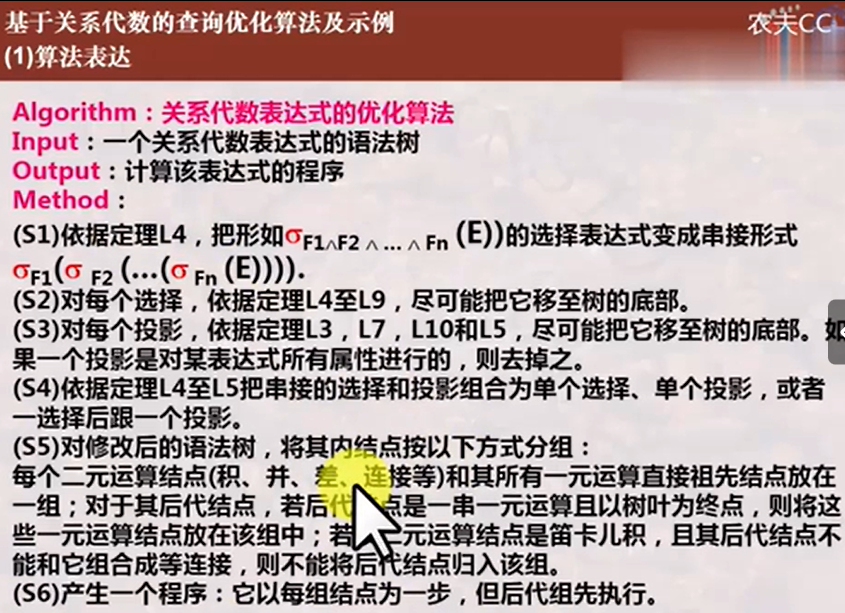 基于关系代数的查询优化算法及示例
农夫CC
(1)算法表达
Algorithm：关系代数表达式的优化算法
Input：一个关系代数表达式的语法树
Output：计算该表达式的程序
Method：
(S1)依据定理L4，把形如σF1∧F2 ∧ … ∧ Fn (E))的选择表达式变成串接形式
σF1(σ F2 (…(σ Fn (E)))).
(S2)对每个选择，依据定理L4至L9，尽可能把它移至树的底部。
(S3)对每个投影，依据定理L3，L7，L10和L5，尽可能把它移至树的底部。如
果一个投影是对某表达式所有属性进行的，则去掉之。
(S4)依据定理L4至L5把串接的选择和投影组合为单个选择、单个投影，或者
一选择后跟一个投影。
(S5)对修改后的语法树，将其内结点按以下方式分组：
每个二元运算结点(积、并、差、连接等)和其所有一元运算直接祖先结点放在
一组；对于其后代结点，若后代点是一串一元运算且以树叶为终点，则将这
些一元运算结点放在该组中；若二元运算结点是笛卡儿积，且其后代结点不
能和它组合成等连接，则不能将后代结点归入该组。
(S6)产生一个程序：它以每组结点为一步，但后代组先执行。